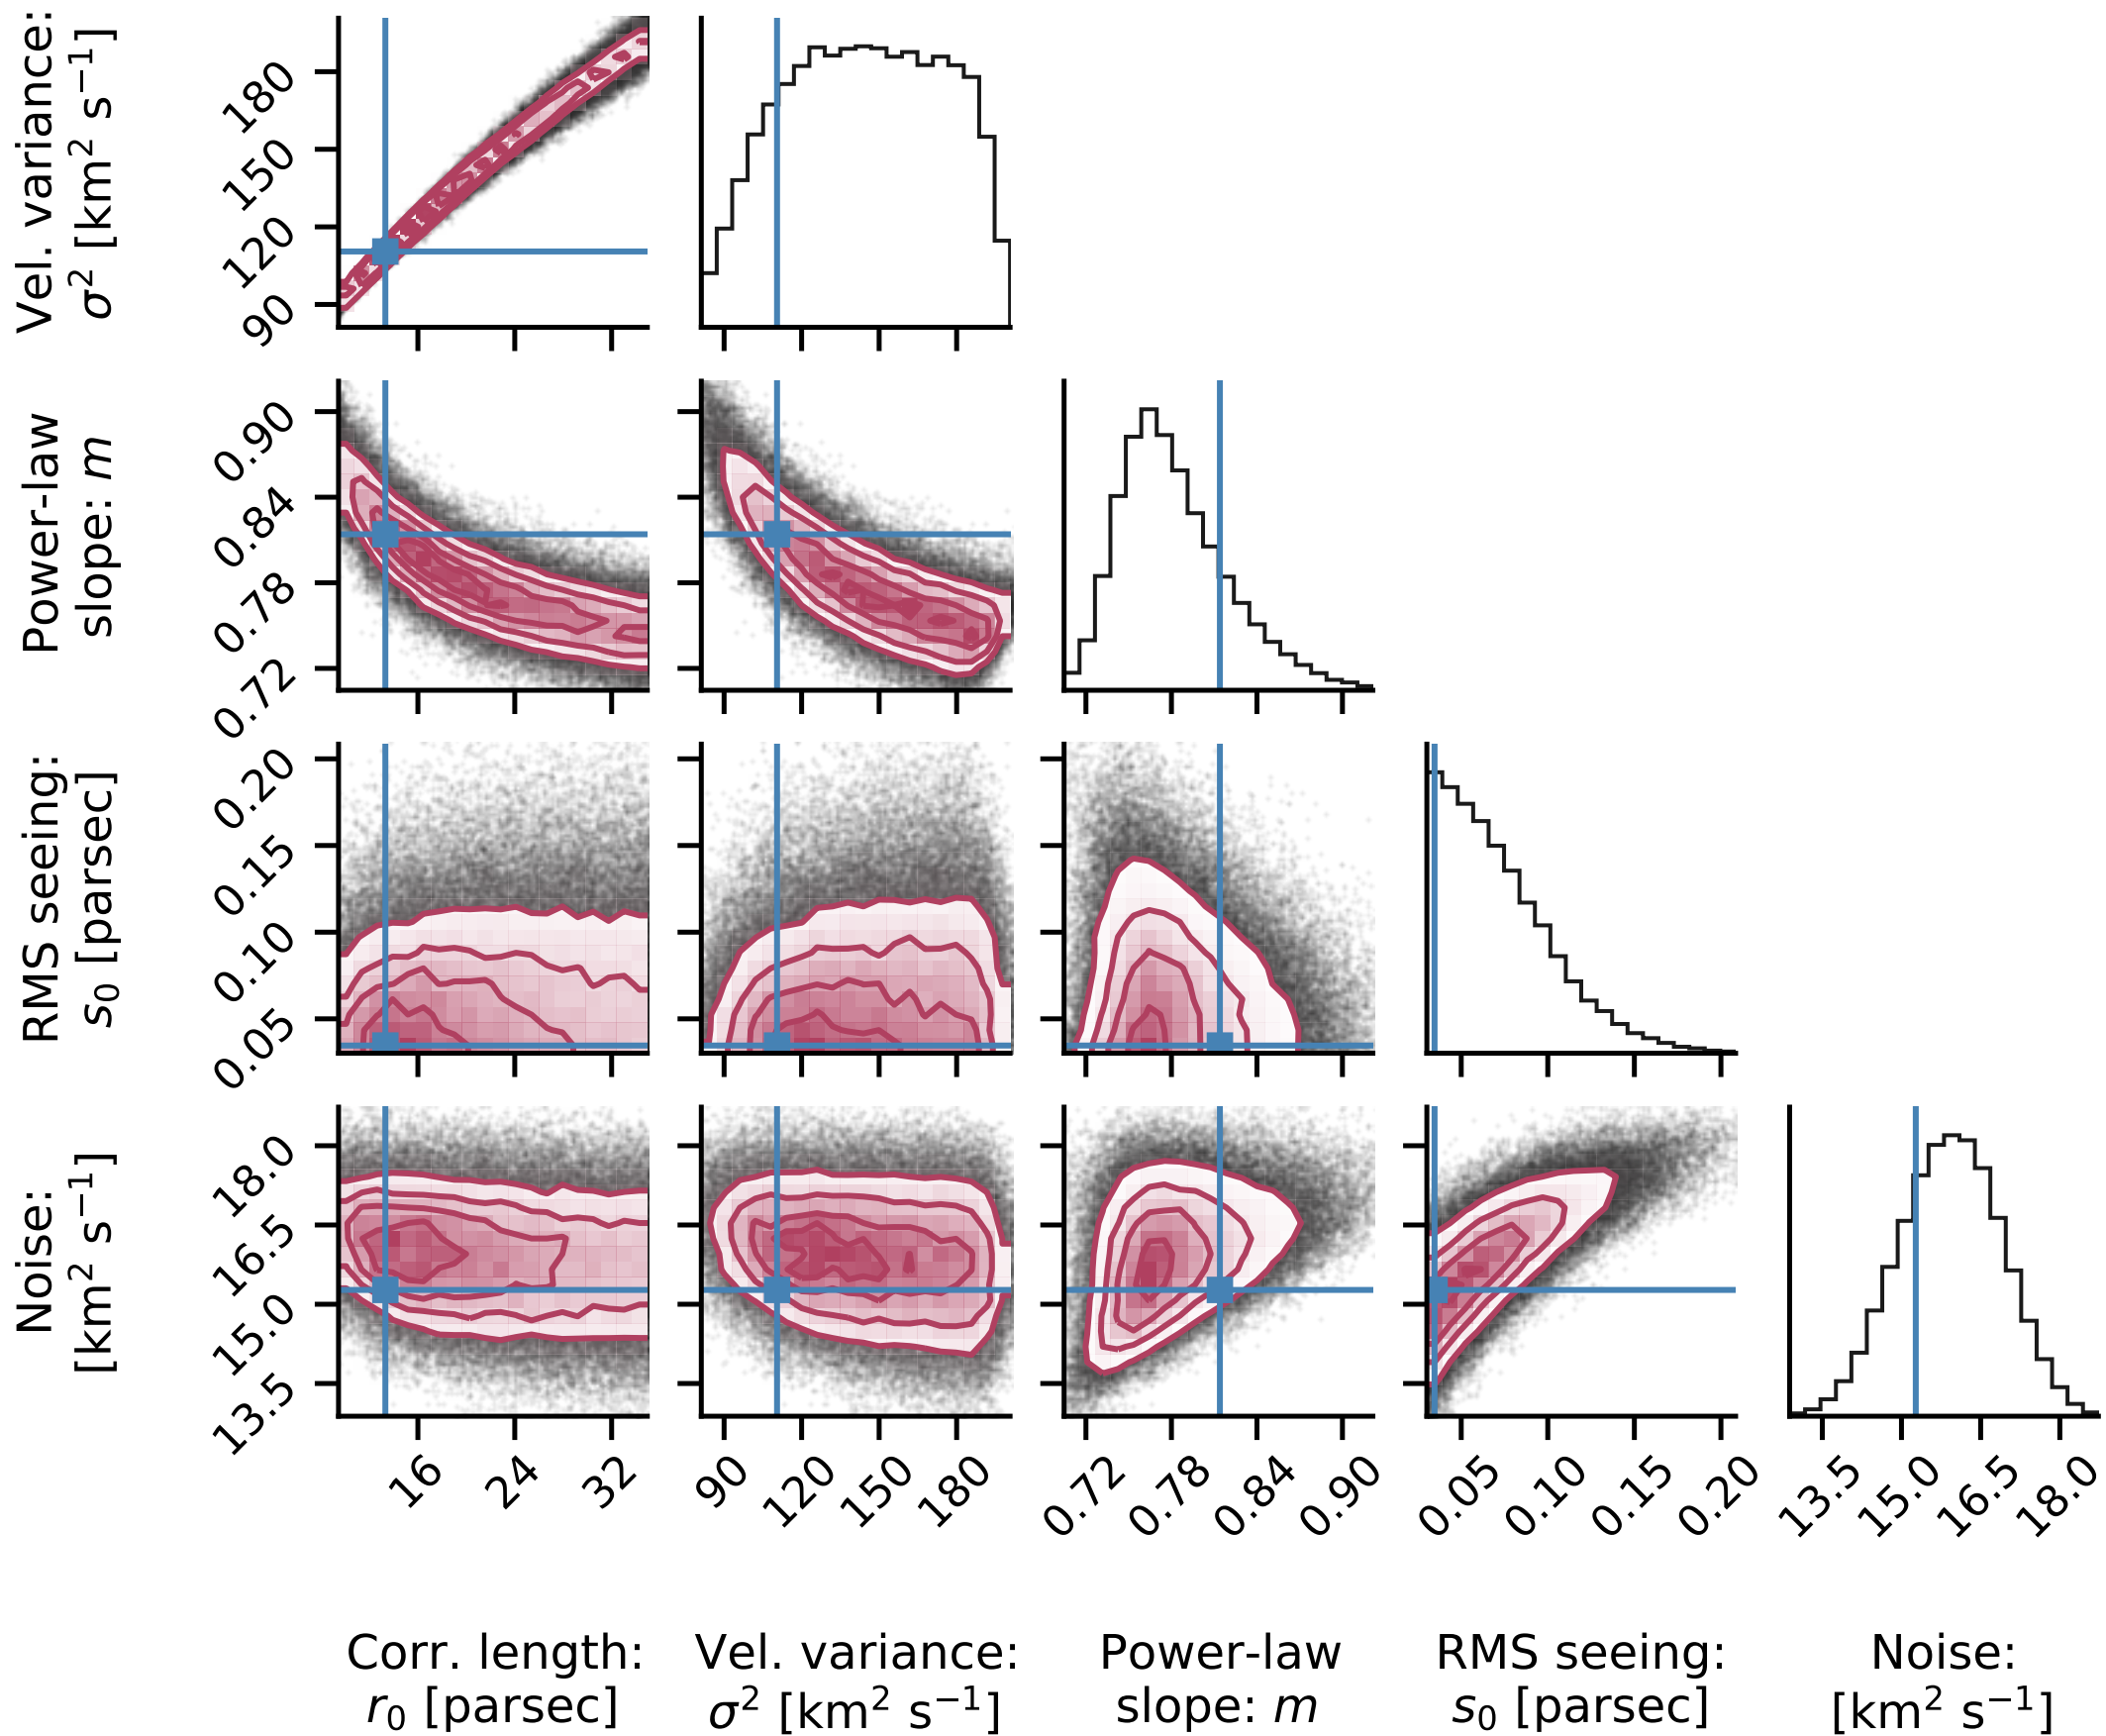 Vel. variance:
σ² [km² s⁻¹]
180
150
120
90
Power-law
slope: m
0.90
0.84
0.78
0.72
RMS seeing:
s₀ [parsec]
0.20
0.15
0.10
0.05
Noise:
[km² s⁻¹]
18.0
16.5
15.0
13.5
16 24 32 90 120 150 180 0.72 0.78 0.84 0.90 0.05 0.10 0.15 0.20 13.5 15.0 16.5 18.0
Corr. length:
r₀ [parsec]
Vel. variance:
σ² [km² s⁻¹]
Power-law
slope: m
RMS seeing:
s₀ [parsec]
Noise:
[km² s⁻¹]